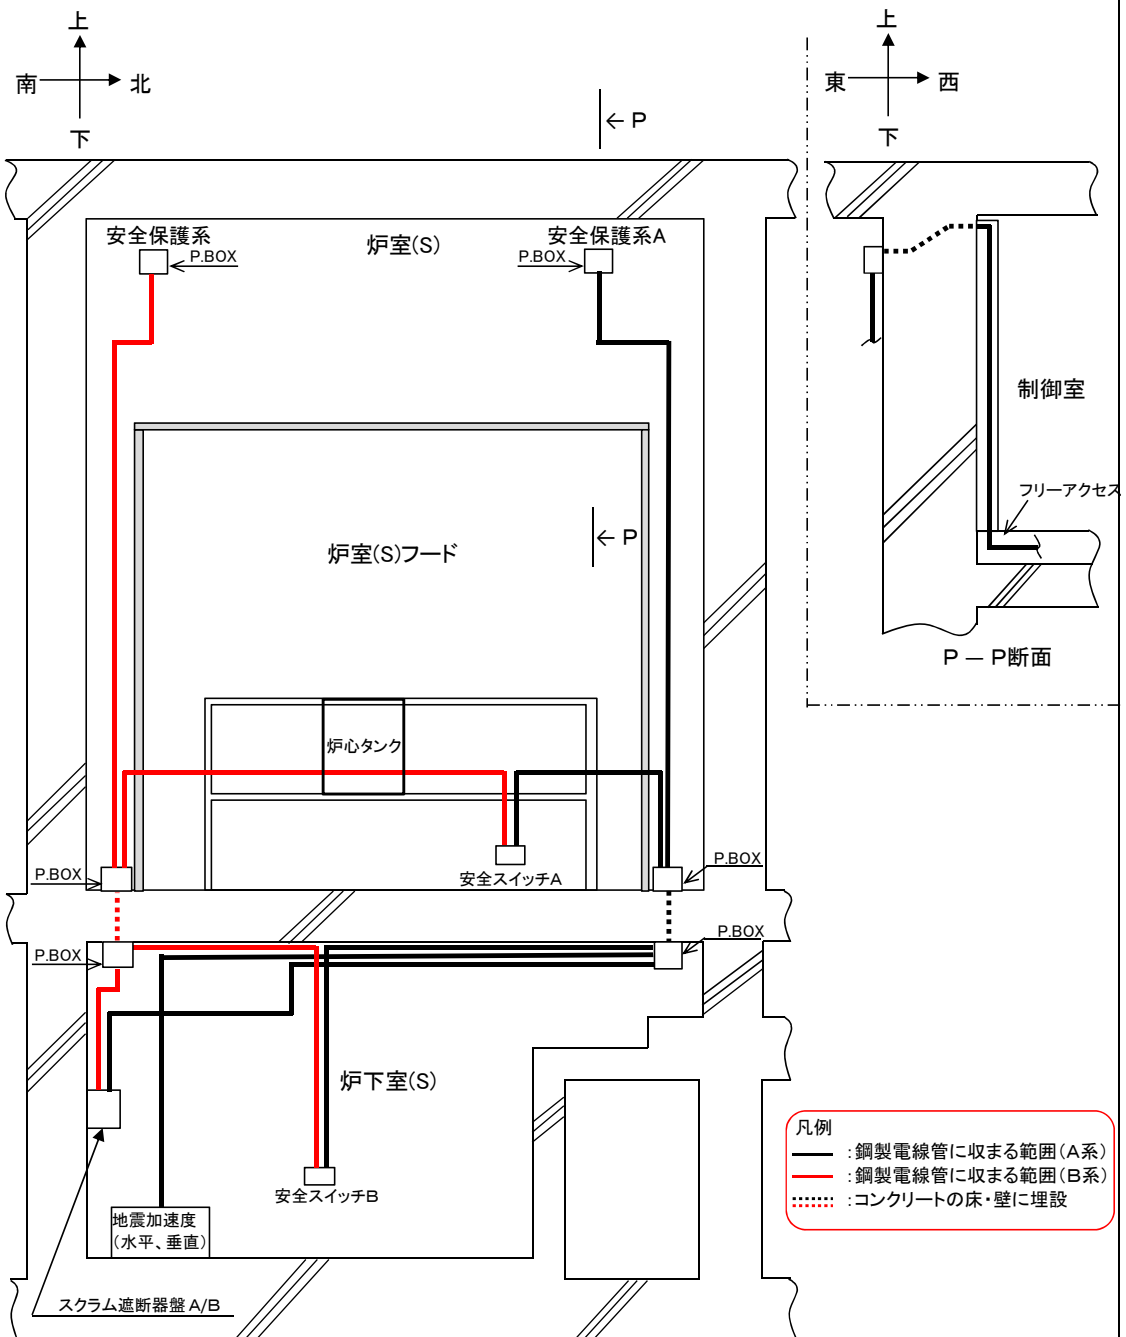 上
南
北
下
上
東
西
下
←P
安全保護系
P.BOX
炉室(S)
安全保護系A
P.BOX
制御室
フリーアクセス
炉室(S)フード
←P
P － P断面
炉心タンク
安全スイッチA
P.BOX
P.BOX
P.BOX
P.BOX
炉下室(S)
安全スイッチB
地震加速度
(水平、垂直)
スクラム遮断器盤 A/B
凡例
:鋼製電線管に収まる範囲(A系)
:鋼製電線管に収まる範囲(B系)
:コンクリートの床・壁に埋設